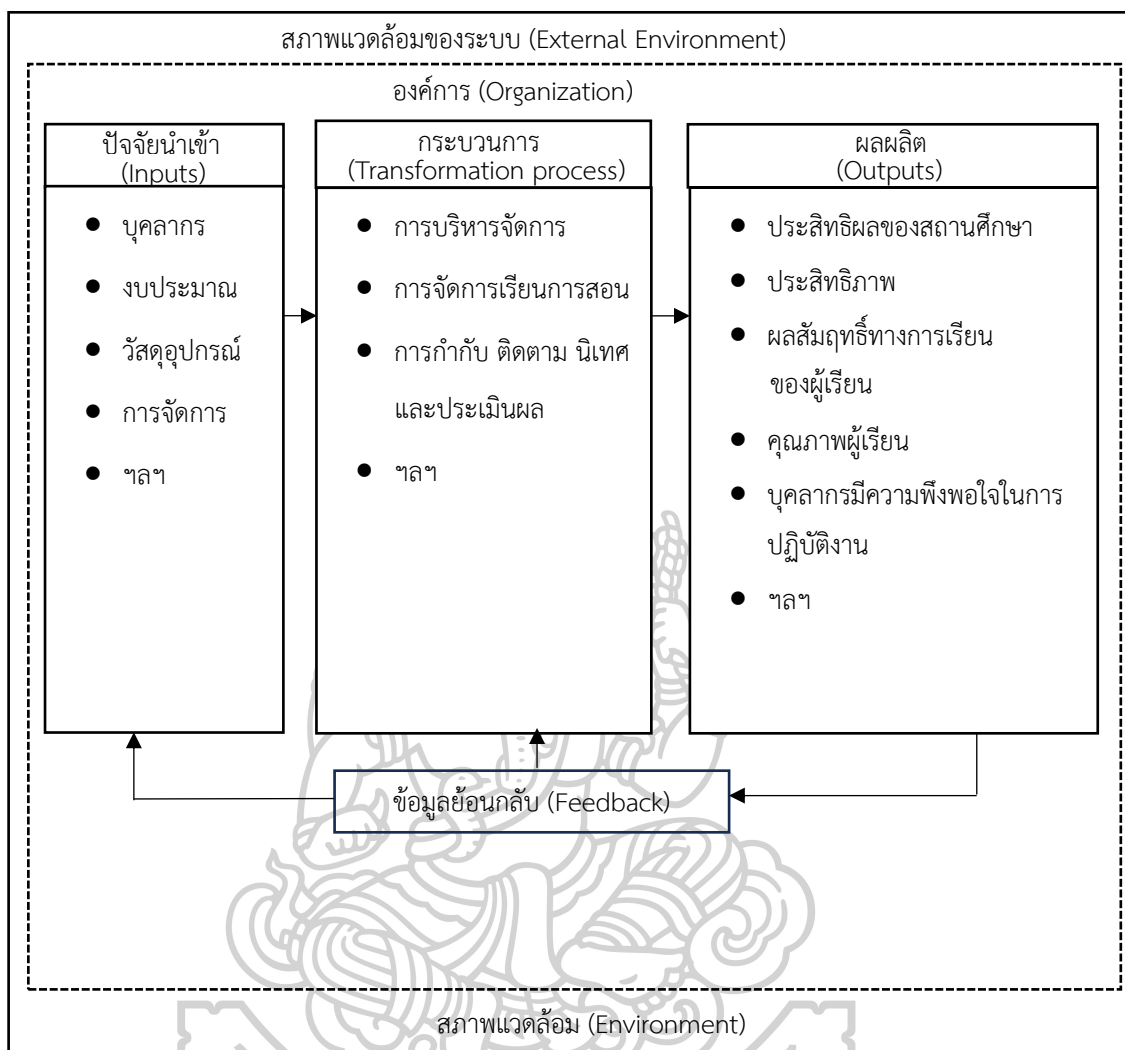 สภาพแวดล้อมของระบบ (External Environment)
องค์การ (Organization)
ปัจจัยนำเข้า
(Inputs)
● บุคลากร
● งบประมาณ
● วัสดุอุปกรณ์
● การจัดการ
● ฯลฯ
กระบวนการ
(Transformation process)
● การบริหารจัดการ
● การจัดการเรียนการสอน
● การกำกับ ติดตาม นิเทศ
และประเมินผล
● ฯลฯ
ผลผลิต
(Outputs)
● ประสิทธิผลของสถานศึกษา
● ประสิทธิภาพ
● ผลสัมฤทธิ์ทางการเรียน
ของผู้เรียน
● คุณภาพผู้เรียน
● บุคลากรมีความพึงพอใจในการ
ปฏิบัติงาน
● ฯลฯ
ข้อมูลย้อนกลับ (Feedback)
สภาพแวดล้อม (Environment)